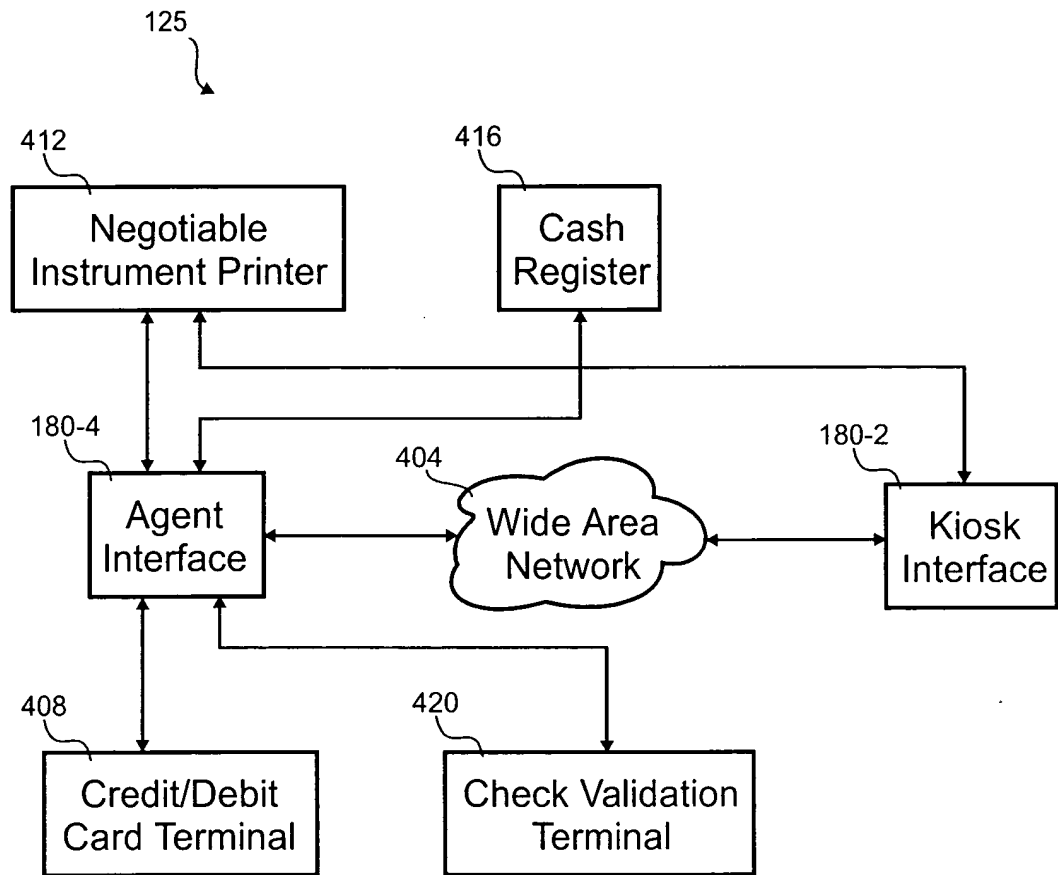 125
412
Negotiable
Instrument Printer
416
Cash
Register
180-4
Agent
Interface
404
Wide Area
Network
180-2
Kiosk
Interface
408
Credit/Debit
Card Terminal
420
Check Validation
Terminal